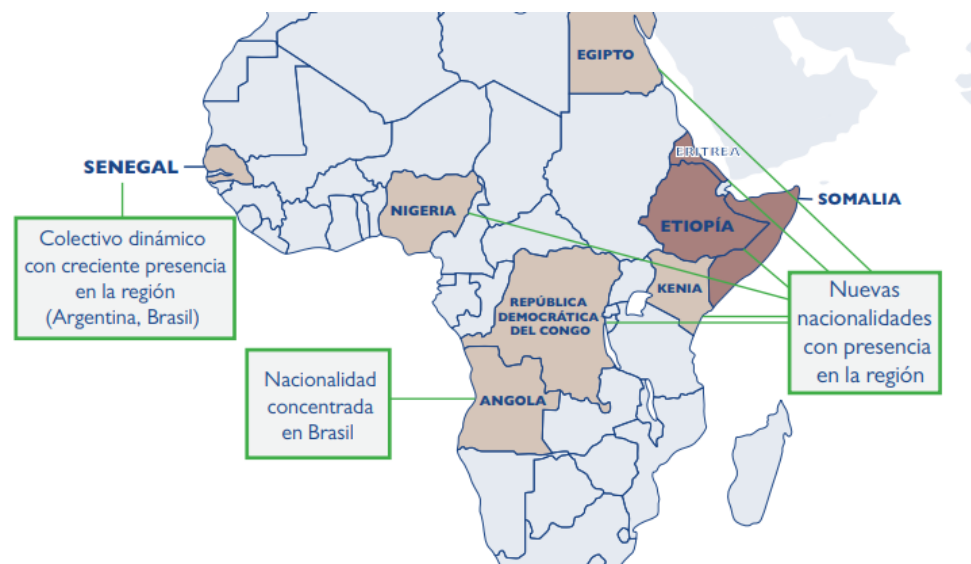 EGIPTO
ERITREA
SENEGAL
SOMALIA
NIGERIA
ETIOPÍA
Colectivo dinámico
con creciente presencia
en la región
(Argentina, Brasil)
KENIA
REPÚBLICA
DEMOCRÁTICA
DEL CONGO
Nuevas
nacionalidades
con presencia
en la región
Nacionalidad
concentrada
en Brasil
ANGOLA